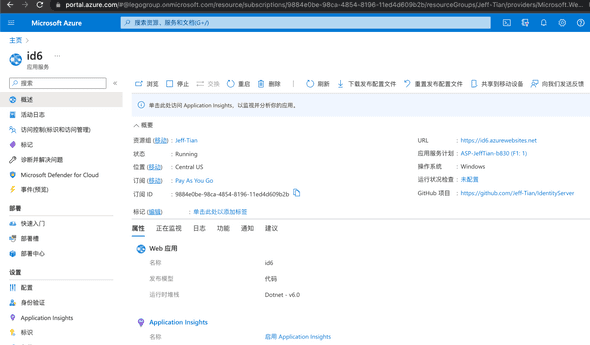 portal.azure.com/#@legogroup.onmicrosoft.com/resource/subscriptions/9884e0be-98ca-4854-8196-11ed4d609b2b/resourceGroups/Jeff-Tian/providers/Microsoft.We...
Microsoft Azure
搜索资源、服务和文档(G+/)
主页 >
id6 ...
应用服务
搜索 «
概述
活动日志
访问控制(标识和访问管理)
标记
诊断并解决问题
Microsoft Defender for Cloud
事件(预览)
部署
快速入门
部署槽
部署中心
设置
配置
身份验证
Application Insights
标识
浏览 停止 交换 重启 删除 刷新 下载发布配置文件 重置发布配置文件 共享到移动设备 向我们发送反馈
单击此处访问 Application Insights，以监视并分析你的应用。
概要
资源组 (移动) : Jeff-Tian
状态 : Running
位置 (移动) : Central US
订阅 (移动) : Pay As You Go
订阅 ID : 9884e0be-98ca-4854-8196-11ed4d609b2b
标记 (编辑) : 单击此处以添加标签
URL : https://id6.azurewebsites.net
应用服务计划 : ASP-JeffTian-b830 (F1: 1)
操作系统 : Windows
运行状况检查 : 未配置
GitHub 项目 : https://github.com/Jeff-Tian/IdentityServer
属性 正在监视 日志 功能 通知 建议
Web 应用
名称 id6
发布模型 代码
运行时堆栈 Dotnet - v6.0
Application Insights
名称 启用 Application Insights